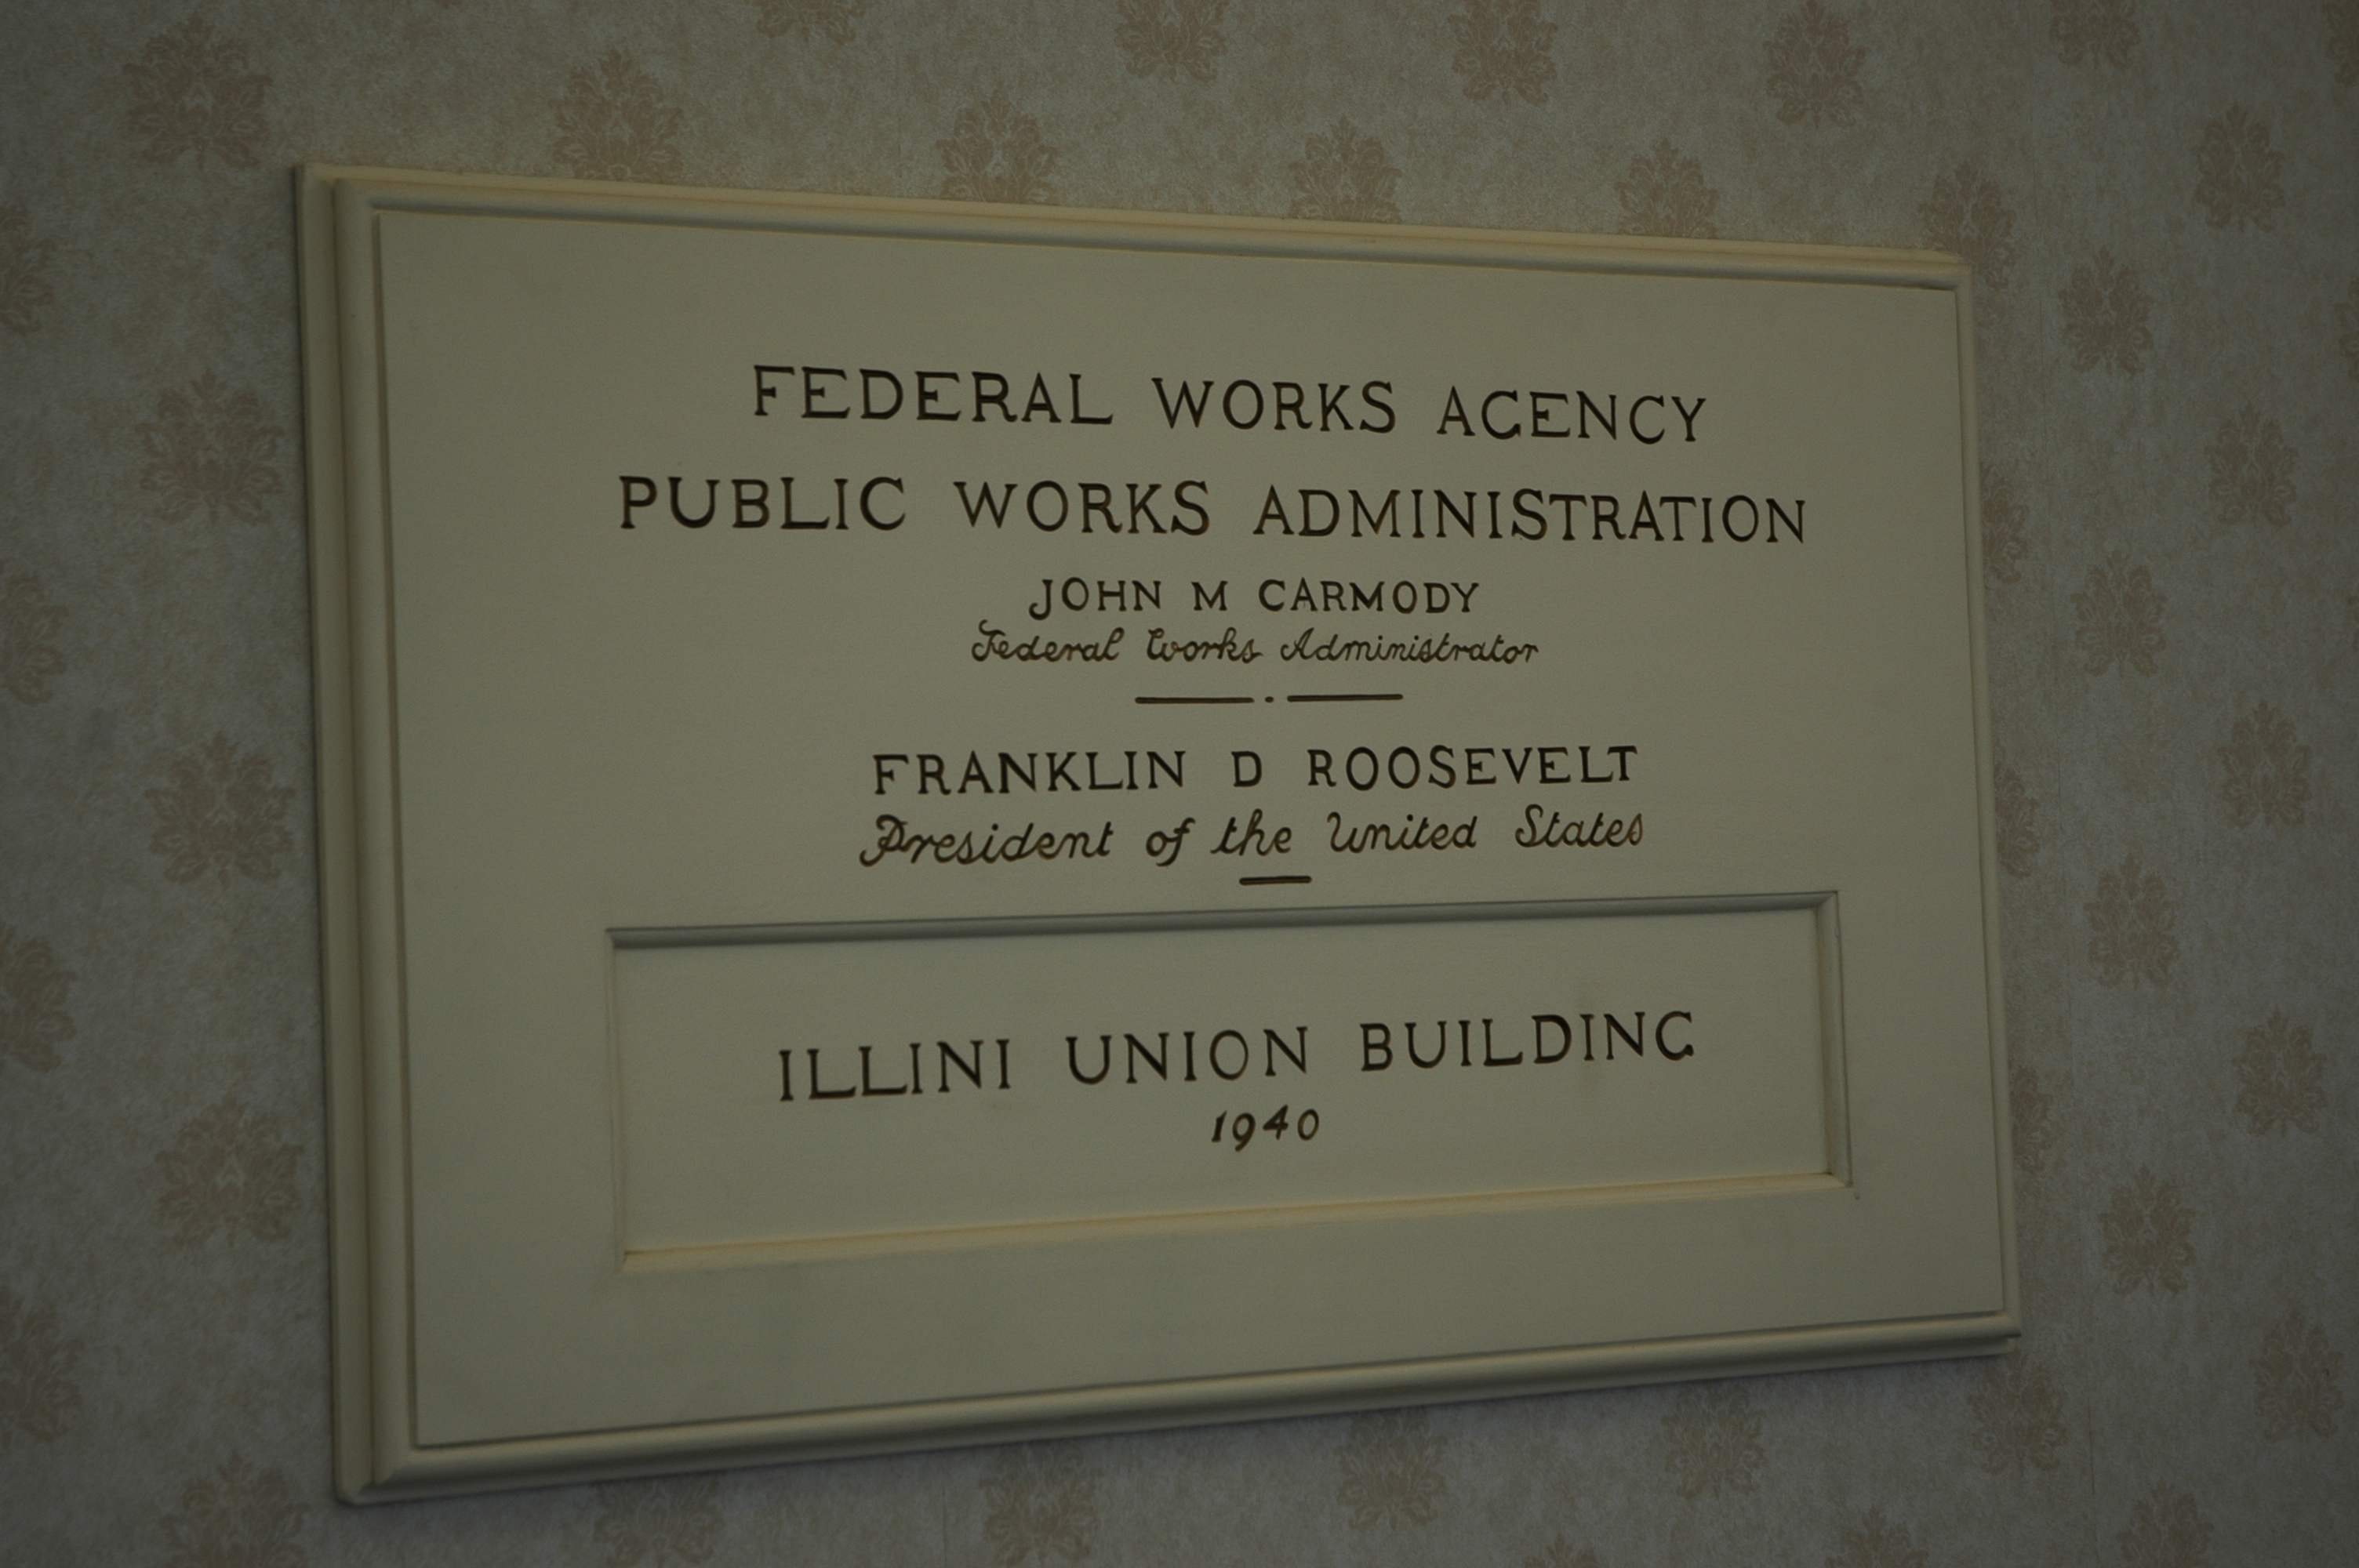 FEDERAL WORKS AGENCY
PUBLIC WORKS ADMINISTRATION
JOHN M CARMODY
Federal Works Administrator
FRANKLIN D ROOSEVELT
President of the United States
ILLINI UNION BUILDING
1940